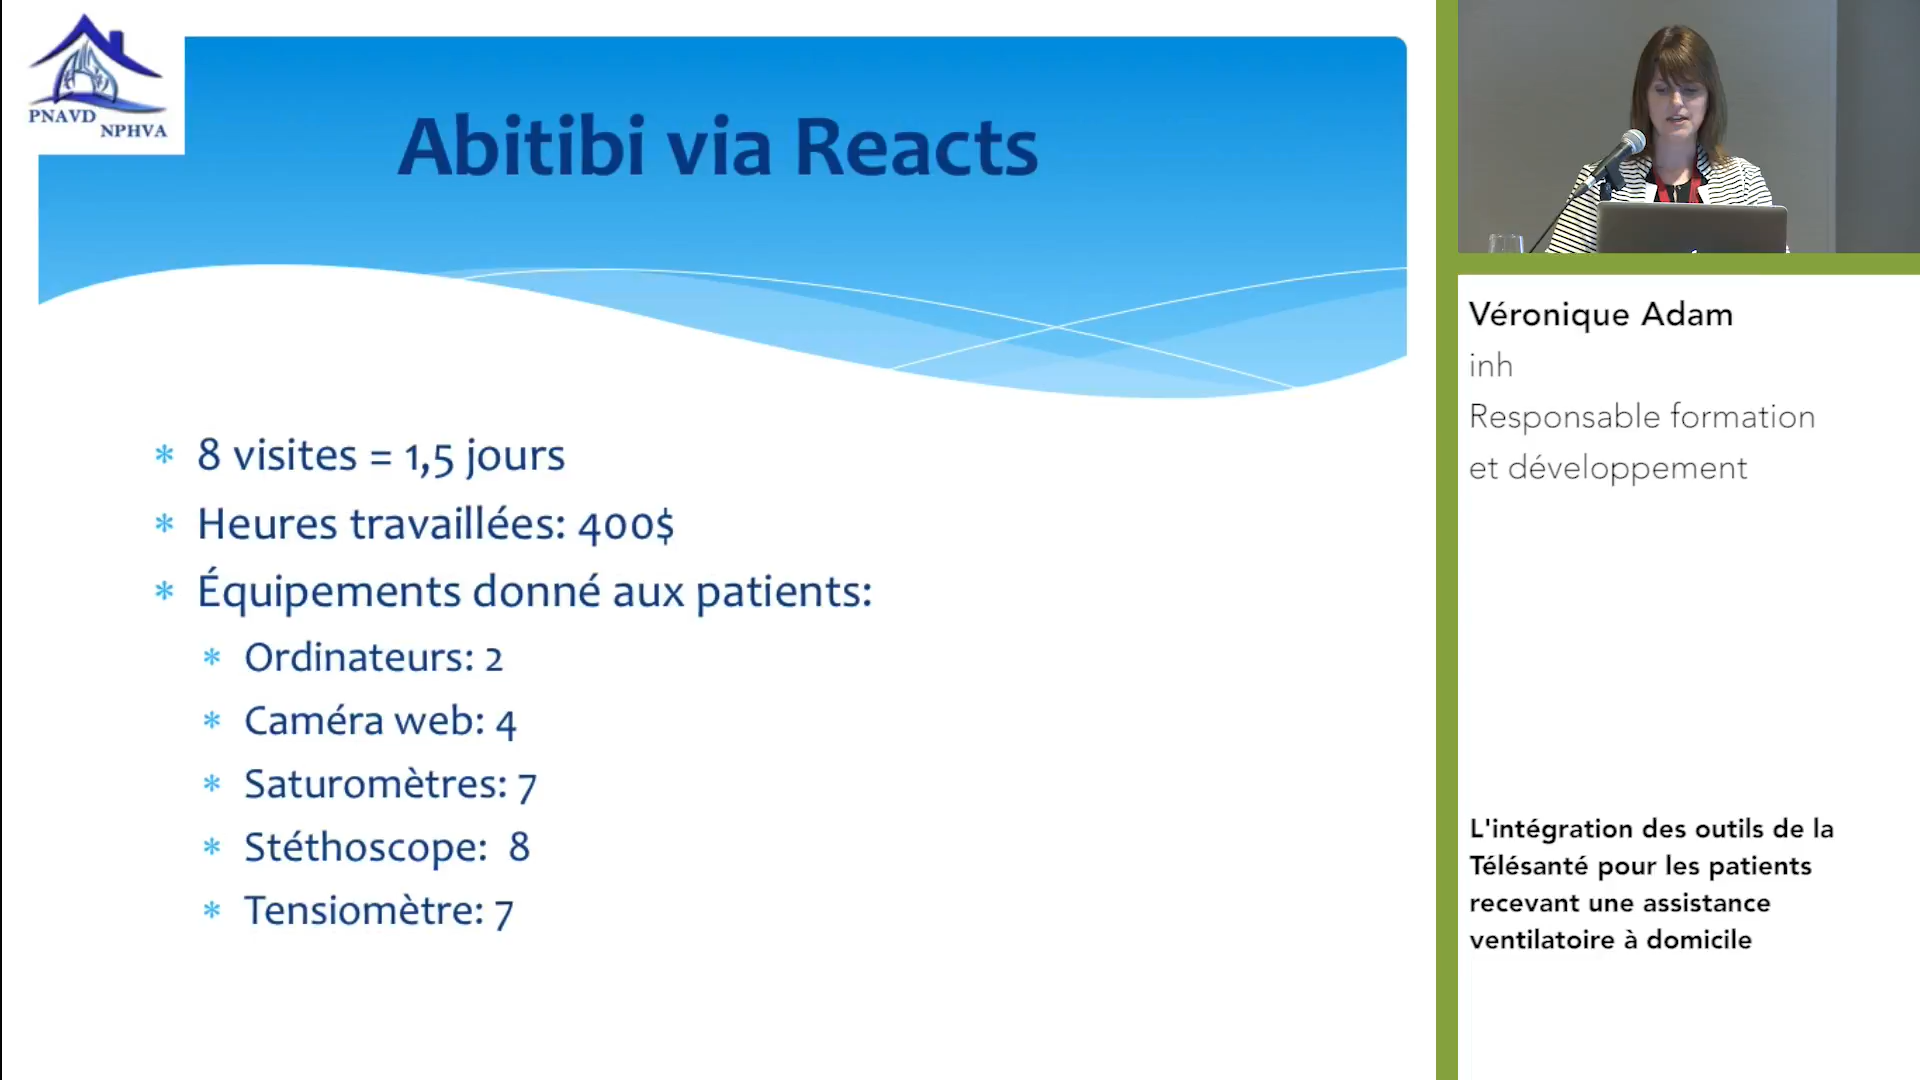 PNAVD
NPHVA
Abitibi via Reacts
* 8 visites = 1,5 jours
* Heures travaillées: 400$
* Équipements donné aux patients:
* Ordinateurs: 2
* Caméra web: 4
* Saturomètres: 7
* Stéthoscope: 8
* Tensiomètre: 7
Véronique Adam
inh
Responsable formation
et développement
L'intégration des outils de la
Télésanté pour les patients
recevant une assistance
ventilatoire à domicile